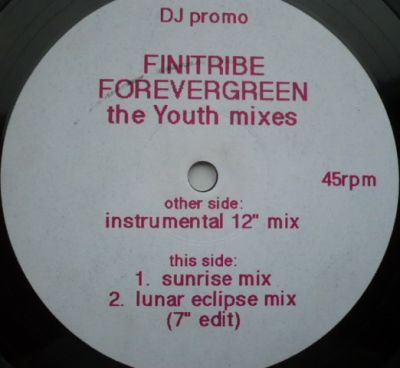 DJ promo
FINITRIBE
FOREVERGREEN
the Youth mixes
45rpm
other side:
instrumental 12" mix
this side:
1. sunrise mix
2. lunar eclipse mix
(7" edit)